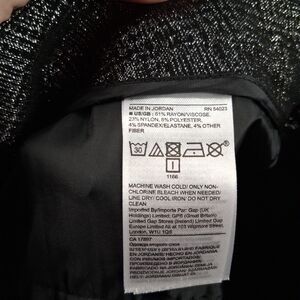 MADE IN JORDAN RN 54023
■ US/GB : 61% RAYON/VISCOSE,
23% NYLON, 8% POLYESTER,
4% SPANDEX/ELASTANE, 4% OTHER
FIBER
1166
MACHINE WASH COLD/ ONLY NON-
CHLORINE BLEACH WHEN NEEDED/
LINE DRY/ COOL IRON/ DO NOT DRY
CLEAN
Imported By/Importé Par: Gap (UK
Holdings) Limited, GPS (Great Britain)
Limited Gap Stores (Ireland) Limited Gap
Europe Limited All at 103 Wigmore Street,
London, W1U 1QS
CA 17897